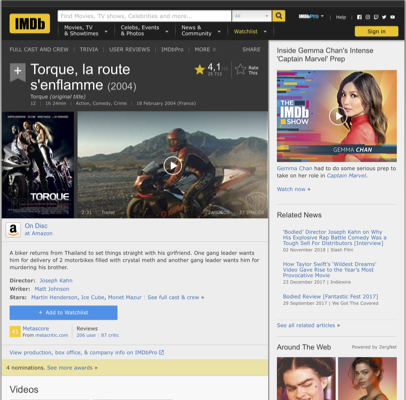 IMDb
Find Movies, TV shows, Celebrities and more...
All
IMDbPro
Help
Movies, TV
& Showtimes
Celebs, Events
& Photos
News &
Community
Watchlist
Sign in
FULL CAST AND CREW | TRIVIA | USER REVIEWS | IMDbPro | MORE
SHARE
Torque, la route
s'enflamme (2004)
Torque (original title)
12 | 1h 24min | Action, Comedy, Crime | 18 February 2004 (France)
4,1
Rate
This
TORQUE
2:31 | Trailer
On Disc
at Amazon
A biker returns from Thailand to set things straight with his girlfriend. One gang leader wants
him for delivery of 2 motorbikes filled with crystal meth and another gang leader wants him for
murdering his brother.
Director: Joseph Kahn
Writer: Matt Johnson
Stars: Martin Henderson, Ice Cube, Monet Mazur | See full cast & crew »
+ Add to Watchlist
Metascore
From metacritic.com
Reviews
206 user | 87 critic
View production, box office, & company info on IMDbPro
4 nominations. See more awards »
Videos
Inside Gemma Chan's Intense
'Captain Marvel' Prep
THE
IMDb
SHOW
GEMMA CHAN
Gemma Chan had to do some serious prep to
take on her role in Captain Marvel.
Watch now »
Related News
'Bodied' Director Joseph Kahn on Why
His Explosive Rap Battle Comedy Was a
Tough Sell for Distributors [Interview]
02 November 2018 | Slash Film
How Taylor Swift's 'Wildest Dreams'
Video Gave Rise to the Year's Most
Provocative Movie
23 December 2017 | Indiewire
Bodied Review [Fantastic Fest 2017]
29 September 2017 | We Got This Covered
See all related articles »
Around The Web
Powered by ZergNet